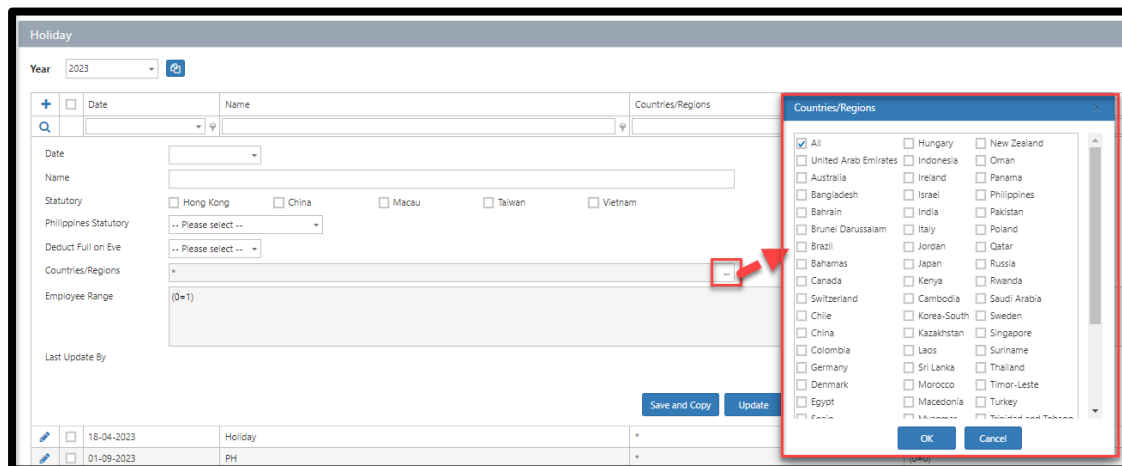 Holiday
Year 2023
Date Name Countries/Regions
Date
Name
Statutory Hong Kong China Macau Taiwan Vietnam
Philippines Statutory -- Please select --
Deduct Full on Eve -- Please select --
Countries/Regions * ...
Employee Range (0=1)
Last Update By
Save and Copy Update
18-04-2023 Holiday *
01-09-2023 PH * (0=0)
Countries/Regions ×
All Hungary New Zealand
United Arab Emirates Indonesia Oman
Australia Ireland Panama
Bangladesh Israel Philippines
Bahrain India Pakistan
Brunei Darussalam Italy Poland
Brazil Jordan Qatar
Bahamas Japan Russia
Canada Kenya Rwanda
Switzerland Cambodia Saudi Arabia
Chile Korea-South Sweden
China Kazakhstan Singapore
Colombia Laos Suriname
Germany Sri Lanka Thailand
Denmark Morocco Timor-Leste
Egypt Macedonia Turkey
Spain Myanmar Trinidad and Tobago
OK Cancel